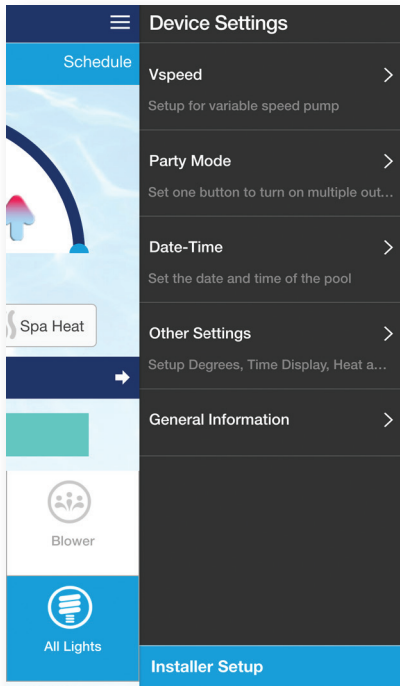 Device Settings
Schedule
Vspeed
Setup for variable speed pump
Party Mode
Set one button to turn on multiple out...
Date-Time
Set the date and time of the pool
Spa Heat
Other Settings
Setup Degrees, Time Display, Heat a...
General Information
Blower
All Lights
Installer Setup